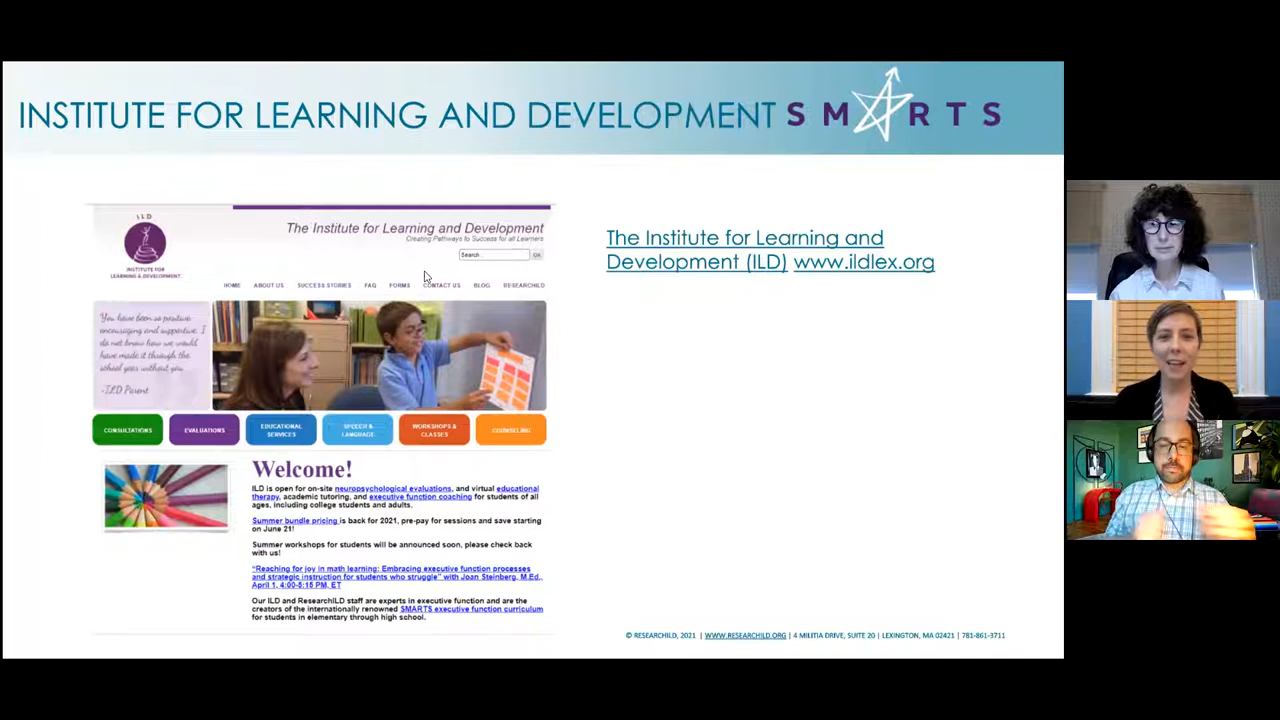 INSTITUTE FOR LEARNING AND DEVELOPMENT SMARTS
ILD
INSTITUTE FOR
LEARNING & DEVELOPMENT
The Institute for Learning and Development
Creating Pathways to Success for all Learners
Search...
HOME ABOUT US SUCCESS STORIES FAQ FORMS CONTACT US BLOG RESEARCHILD
"You have been so positive
encouraging and supportive. I
do not know how we would
have made it through the
school year without you.
-ILD Parent
CONSULTATIONS
EVALUATIONS
EDUCATIONAL
SERVICES
SPEECH &
LANGUAGE
WORKSHOPS &
CLASSES
COUNSELING
Welcome!
ILD is open for on-site neuropsychological evaluations, and virtual educational
therapy, academic tutoring, and executive function coaching for students of all
ages, including college students and adults.
Summer bundle pricing is back for 2021, pre-pay for sessions and save starting
on June 21!
Summer workshops for students will be announced soon, please check back
with us!
"Reaching for joy in math learning: Embracing executive function processes
and strategic instruction for students who struggle" with Joan Steinberg, M.Ed.,
April 1, 4:00-5:15 PM, ET
Our ILD and ResearchILD staff are experts in executive function and are the
creators of the internationally renowned SMARTS executive function curriculum
for students in elementary through high school.
The Institute for Learning and
Development (ILD) www.ildlex.org
© RESEARCHILD, 2021 | WWW.RESEARCHILD.ORG | 4 MILITIA DRIVE, SUITE 20 | LEXINGTON, MA 02421 | 781-861-3711